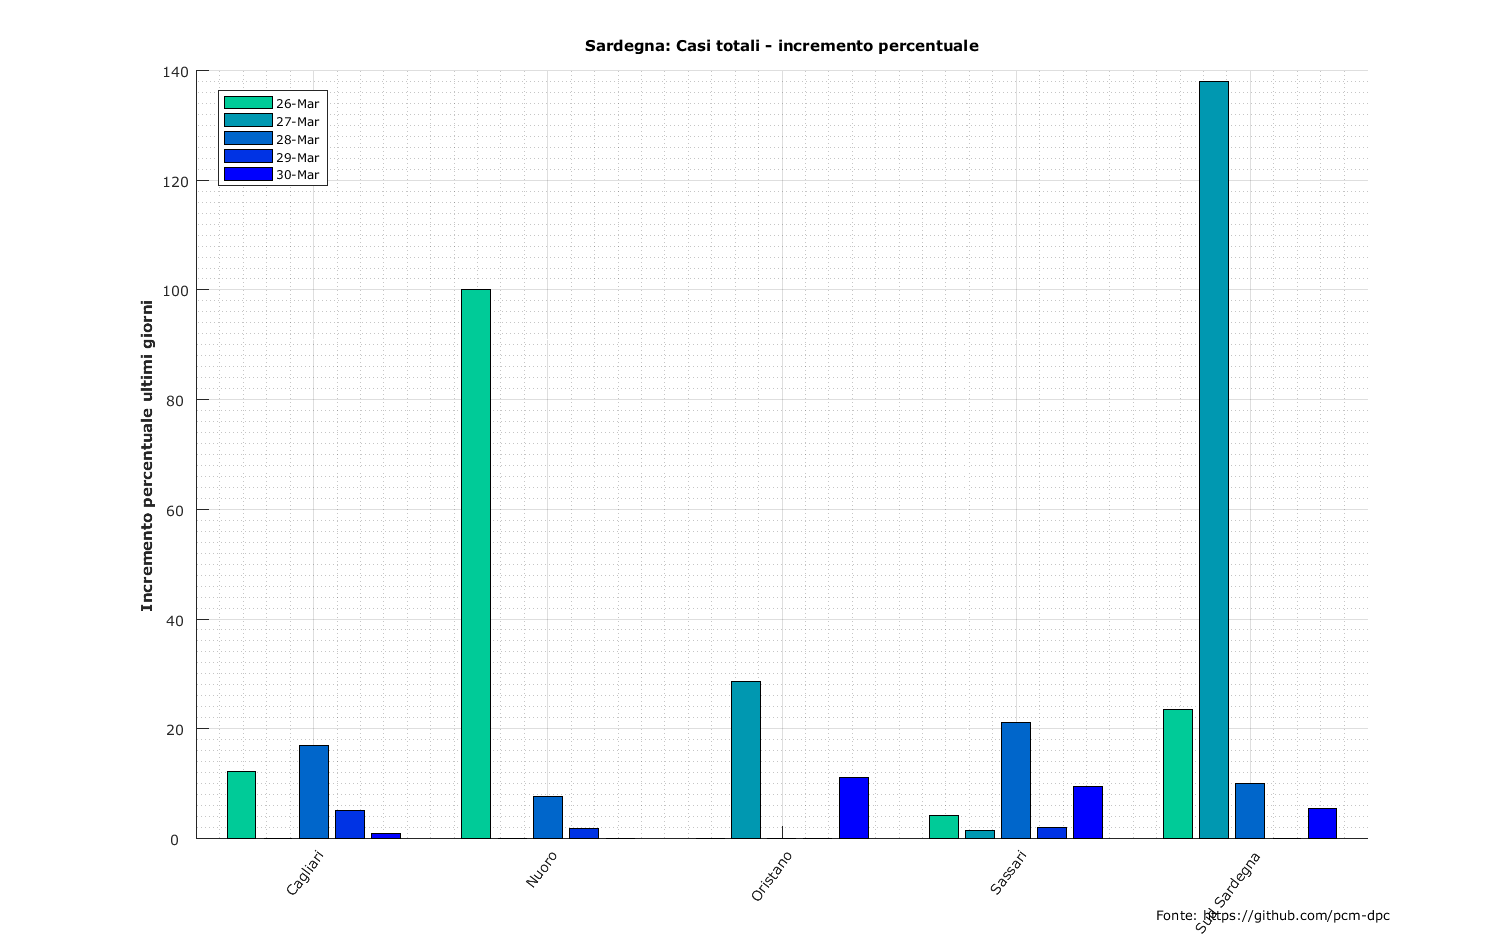 Sardegna: Casi totali - incremento percentuale
140
120
100
80
60
40
20
0
Incremento percentuale ultimi giorni
26-Mar
27-Mar
28-Mar
29-Mar
30-Mar
Cagliari
Nuoro
Oristano
Sassari
Sud Sardegna
Fonte: https://github.com/pcm-dpc